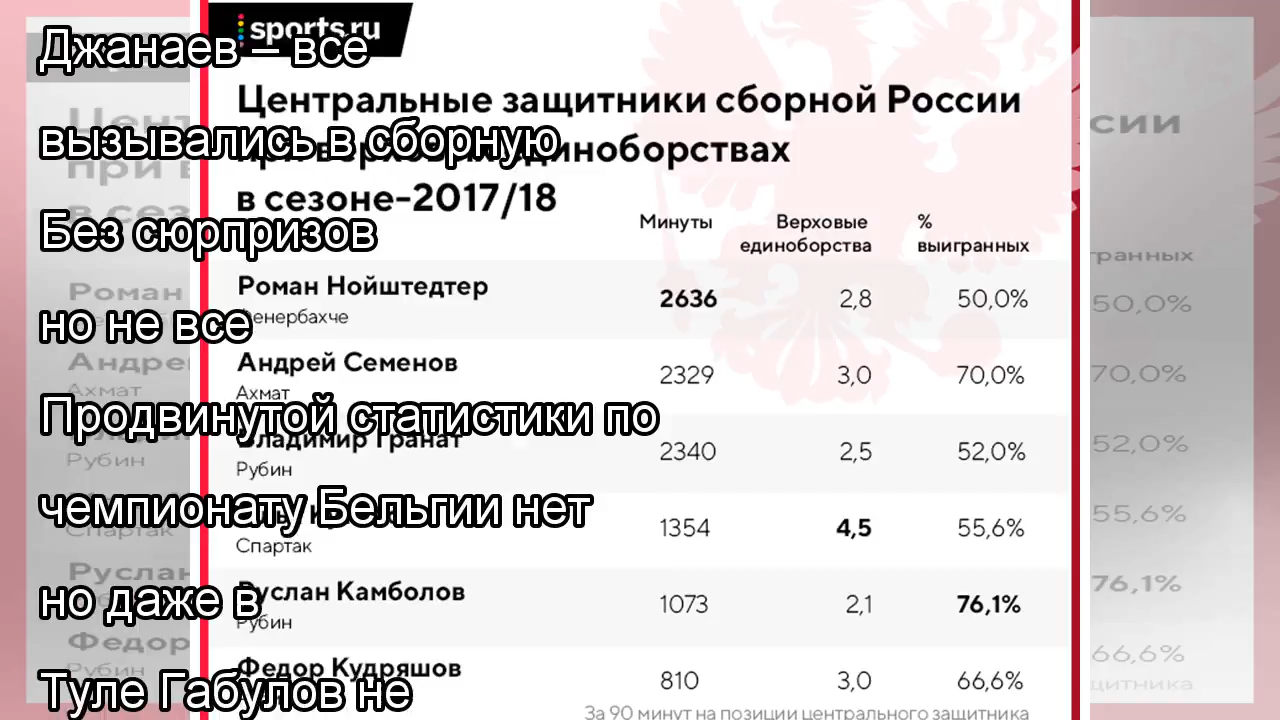 sports.ru
Джанаев – все
Центральные защитники сборной России
вызывались в сборную
единоборствах
в сезоне-2017/18
Без сюрпризов
Минуты Верховые единоборства % выигранных
Роман Нойштедтер 2636 2,8 50,0%
но не все
Андрей Семенов 2329 3,0 70,0%
Ахмат
Продвинутой статистики по
Владимир Гранат 2340 2,5 52,0%
Рубин
чемпионату Бельгии нет
1354 4,5 55,6%
Спартак
но даже в
Руслан Камболов 1073 2,1 76,1%
Рубин
Федор Кудряшов 810 3,0 66,6%
Туле Габулов не
За 90 минут на позиции центрального защитника